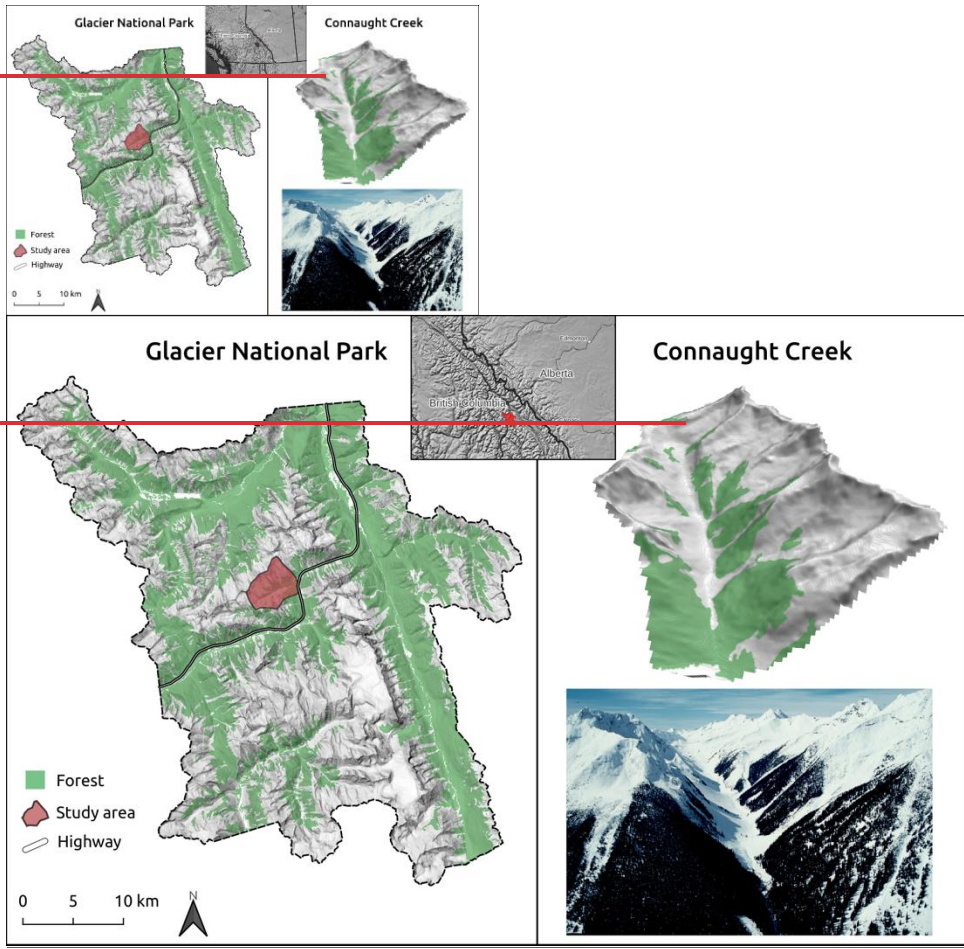 Glacier National Park
Connaught Creek
Forest
Study area
Highway
0 5 10 km
N
Glacier National Park
Connaught Creek
Edmonton
Alberta
British Columbia
Forest
Study area
Highway
0 5 10 km
N